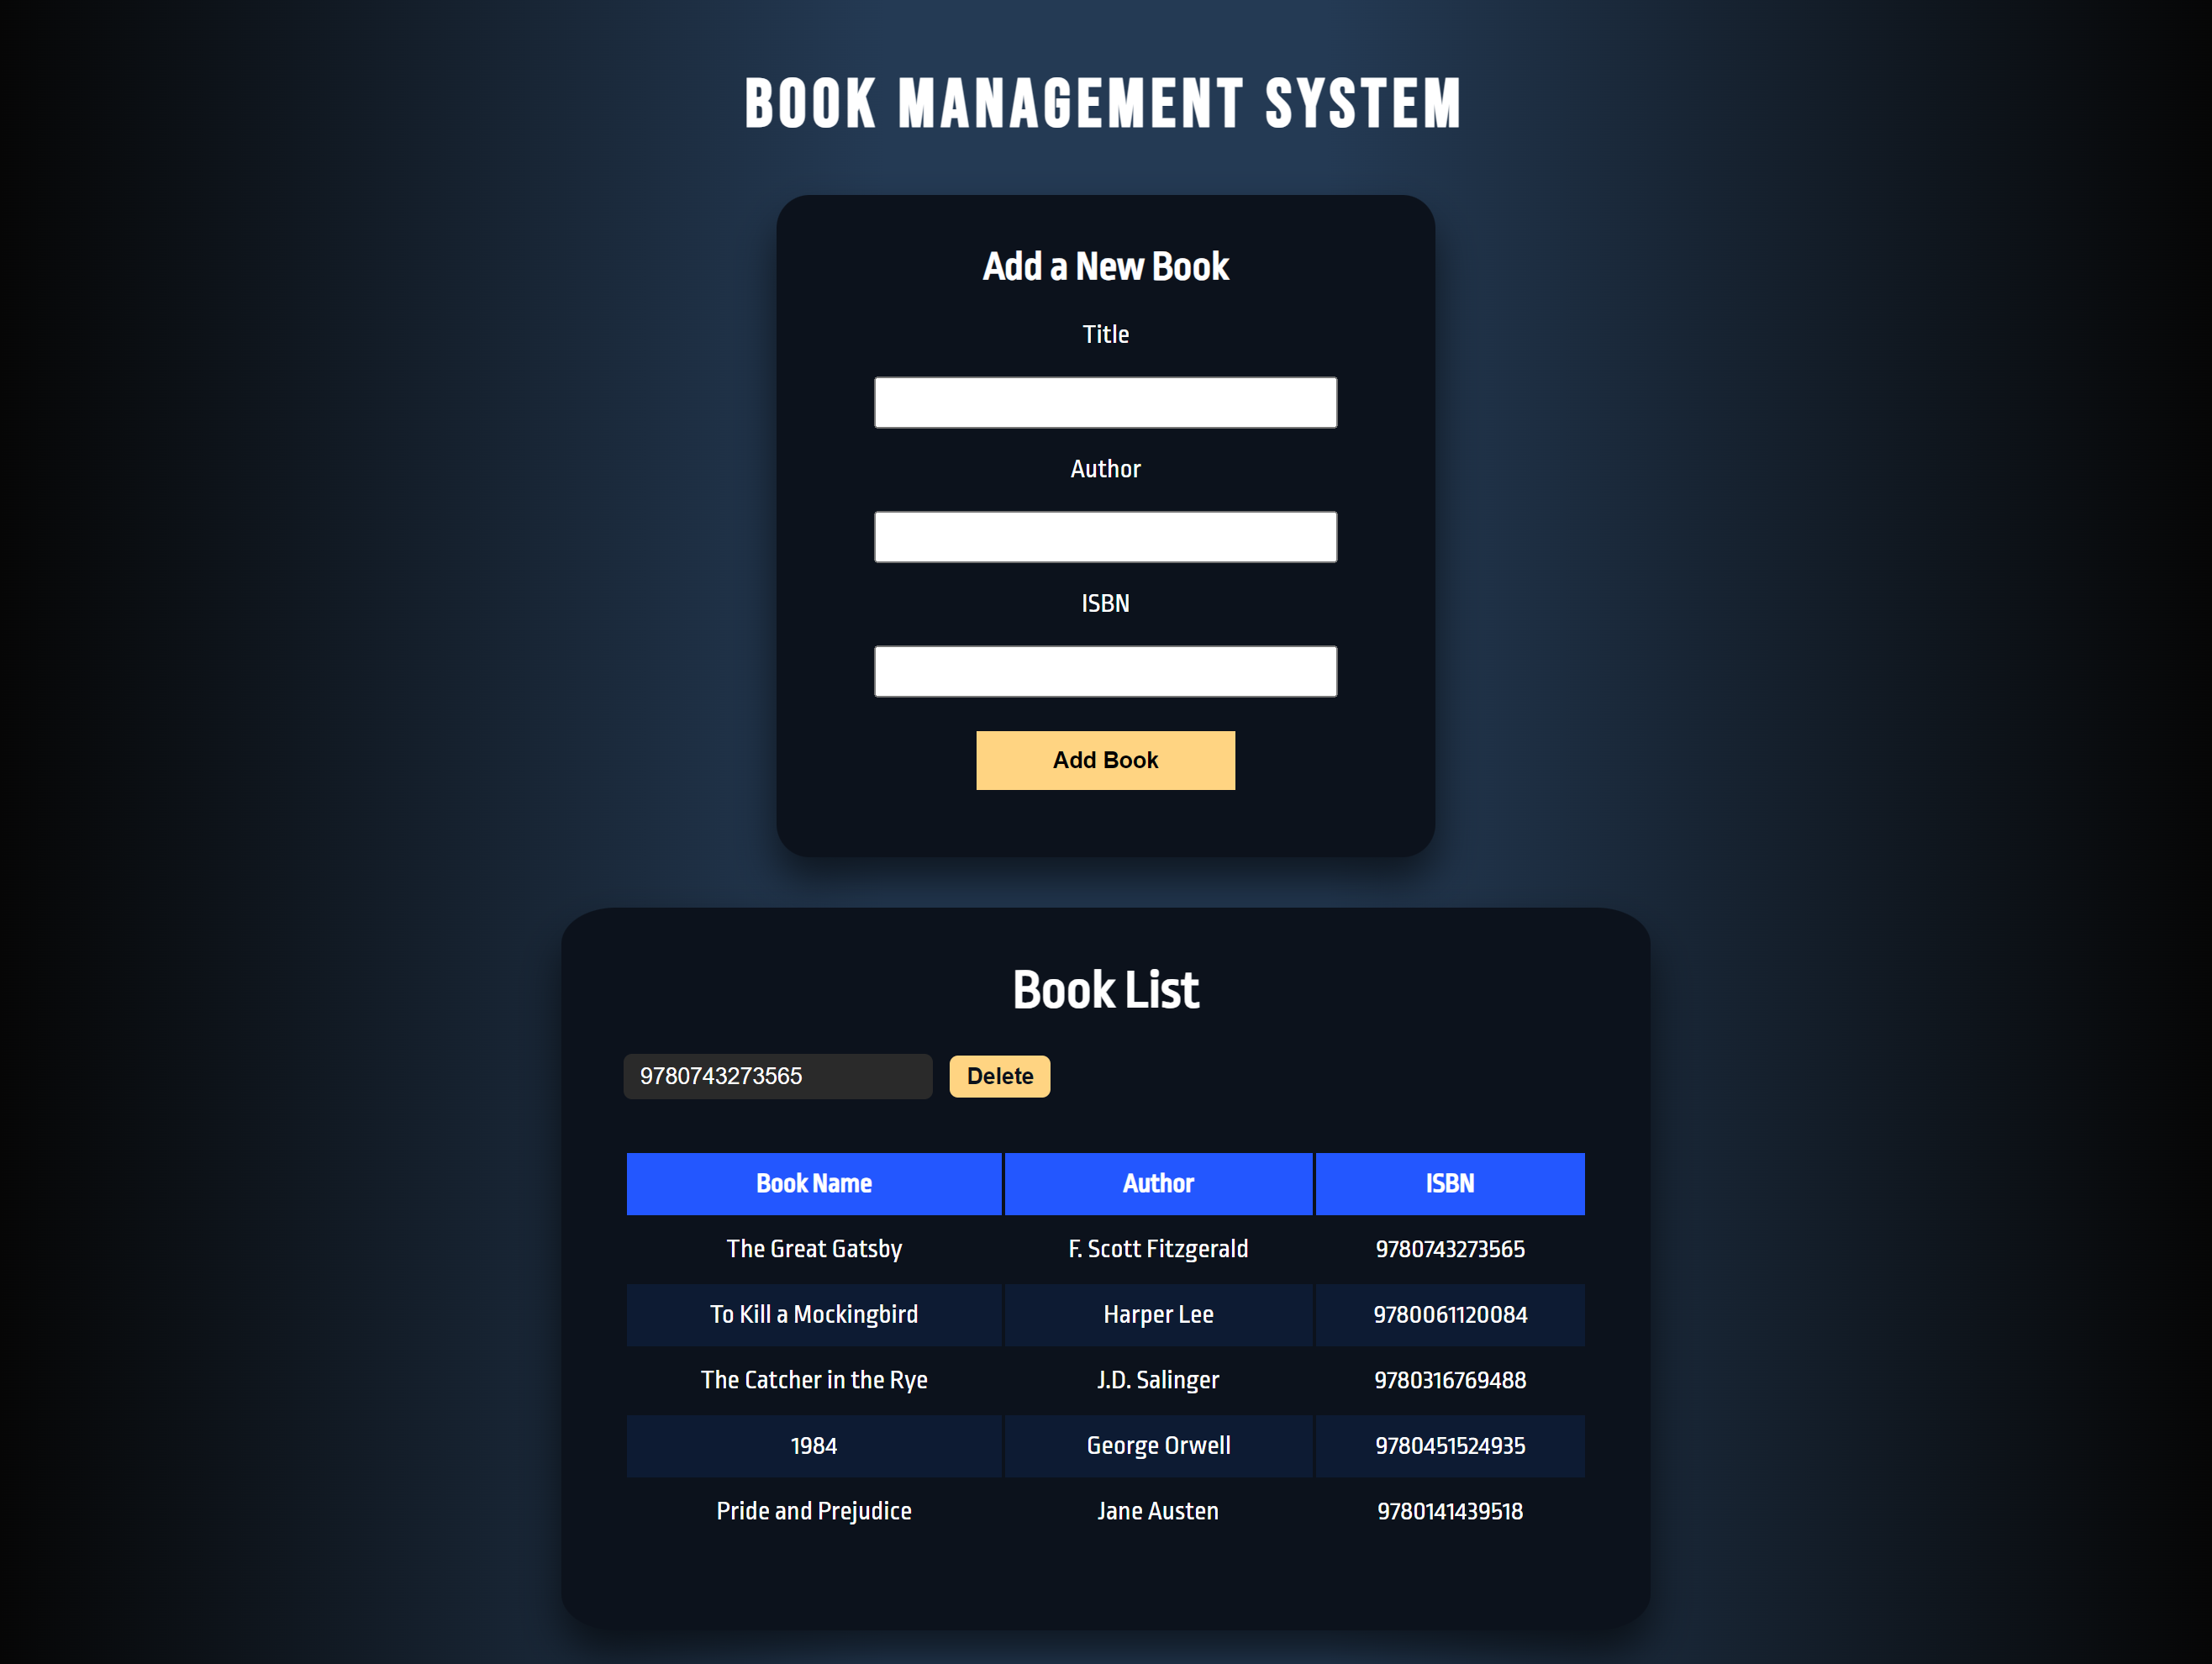 BOOK MANAGEMENT SYSTEM
Add a New Book
Title
Author
ISBN
Add Book
Book List
9780743273565 Delete
Book Name Author ISBN
The Great Gatsby F. Scott Fitzgerald 9780743273565
To Kill a Mockingbird Harper Lee 9780061120084
The Catcher in the Rye J.D. Salinger 9780316769488
1984 George Orwell 9780451524935
Pride and Prejudice Jane Austen 9780141439518